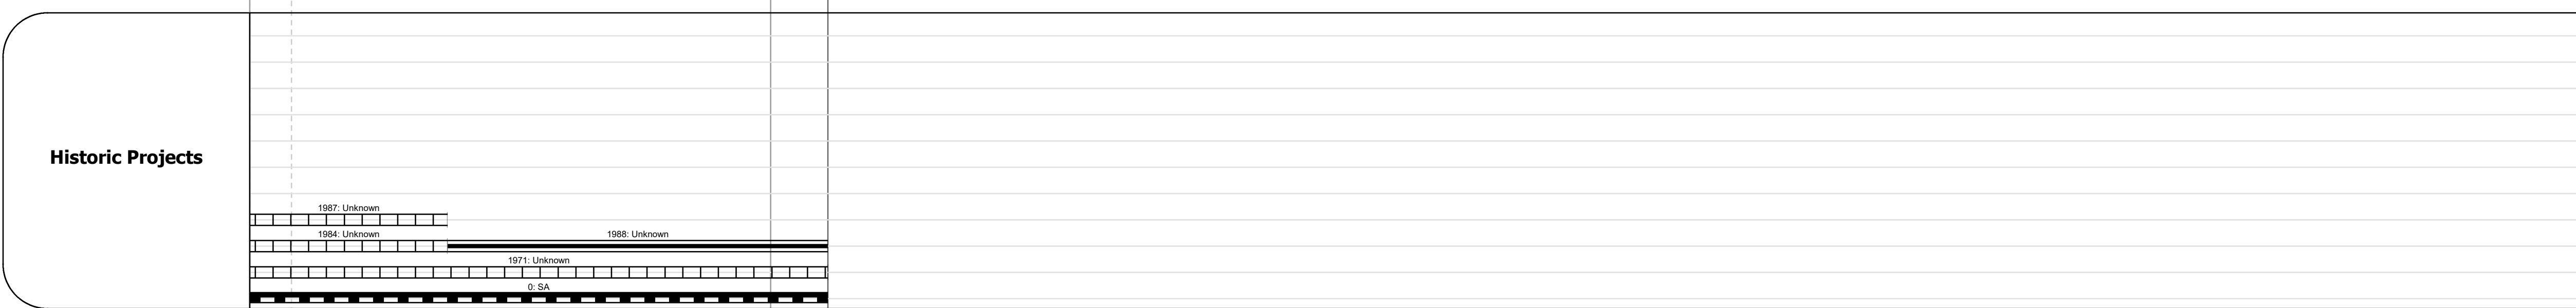 Historic Projects
1987: Unknown
1984: Unknown
1988: Unknown
1971: Unknown
0: SA